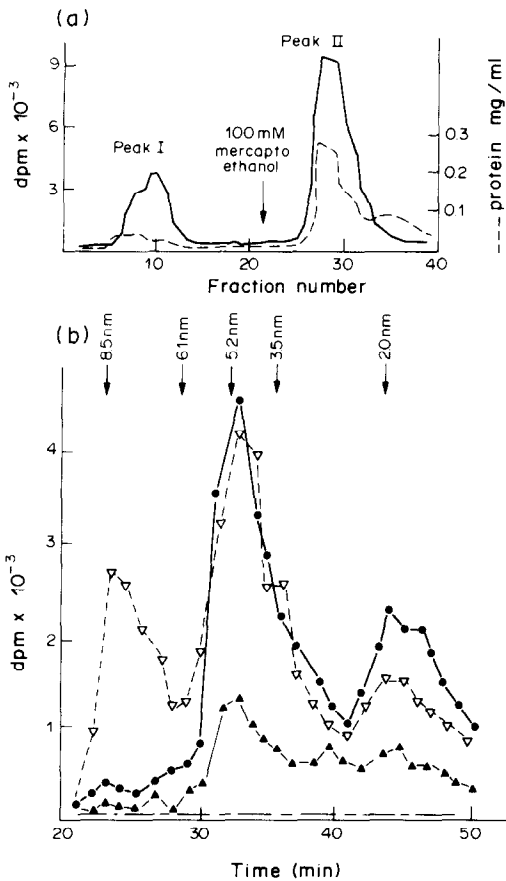 (a)
Peak II
9
6
3
dpm x 10⁻³
Peak I
100 mM
mercapto
ethanol
0.3
0.2
0.1
--- protein mg/ml
10
20
30
40
Fraction number
(b)
85nm
61nm
52nm
35nm
20nm
4
3
2
1
dpm x 10⁻³
20
30
40
50
Time (min)